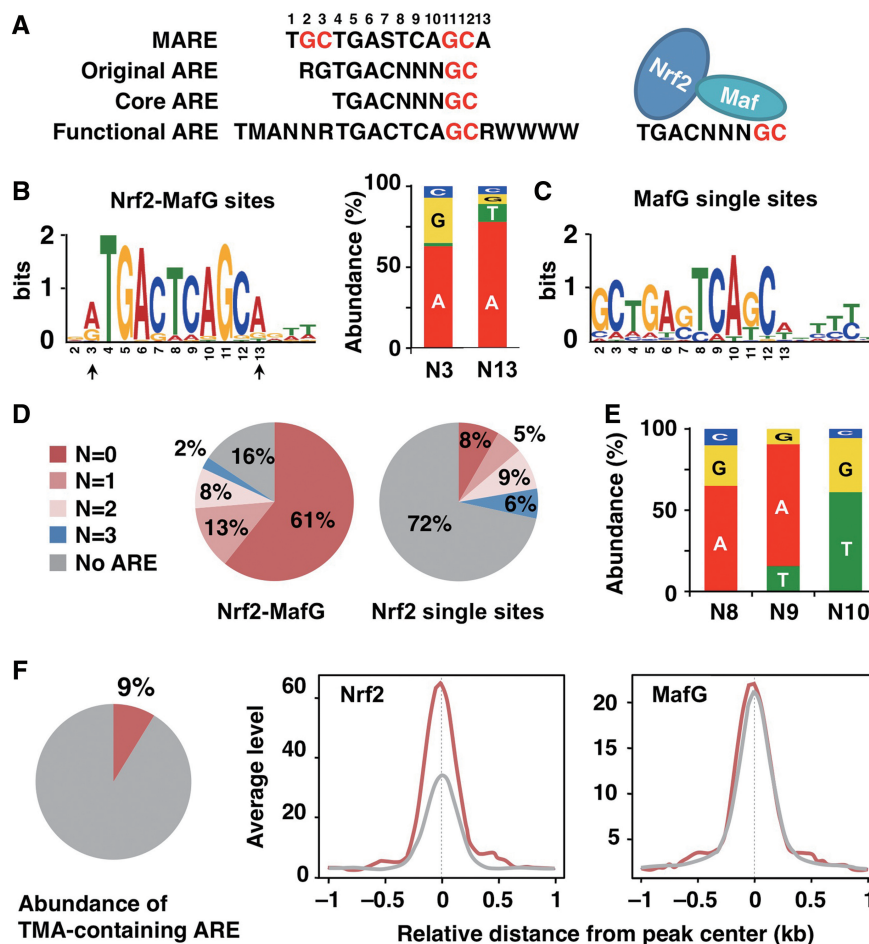 A
1 2 3 4 5 6 7 8 9 10 11 12 13
MARE TGCTGASTCAGCA
Original ARE RGTGACNNNGC
Core ARE TGACNNNGC
Functional ARE TMANNRTGACTCAGCRWWWW
Nrf2
Maf
TGACNNNGC
B
Nrf2-MafG sites
bits
2
1
0
TGACTCAGCA
A
G
2 3 4 5 6 7 8 9 10 11 12 13
Abundance (%)
100
50
0
C
G
A
C
G
T
A
N3 N13
C
MafG single sites
bits
2
1
0
GCTGAGTCAGC
2 3 4 5 6 7 8 9 10 11 12 13
D
N=0
N=1
N=2
N=3
No ARE
2%
16%
8%
13%
61%
Nrf2-MafG
8%
5%
9%
6%
72%
Nrf2 single sites
E
Abundance (%)
100
50
0
C
G
A
G
A
T
C
G
T
N8 N9 N10
F
9%
Abundance of
TMA-containing ARE
Average level
Nrf2
60
40
20
0
−1 −0.5 0 0.5 1
MafG
20
15
10
5
−1 −0.5 0 0.5 1
Relative distance from peak center (kb)